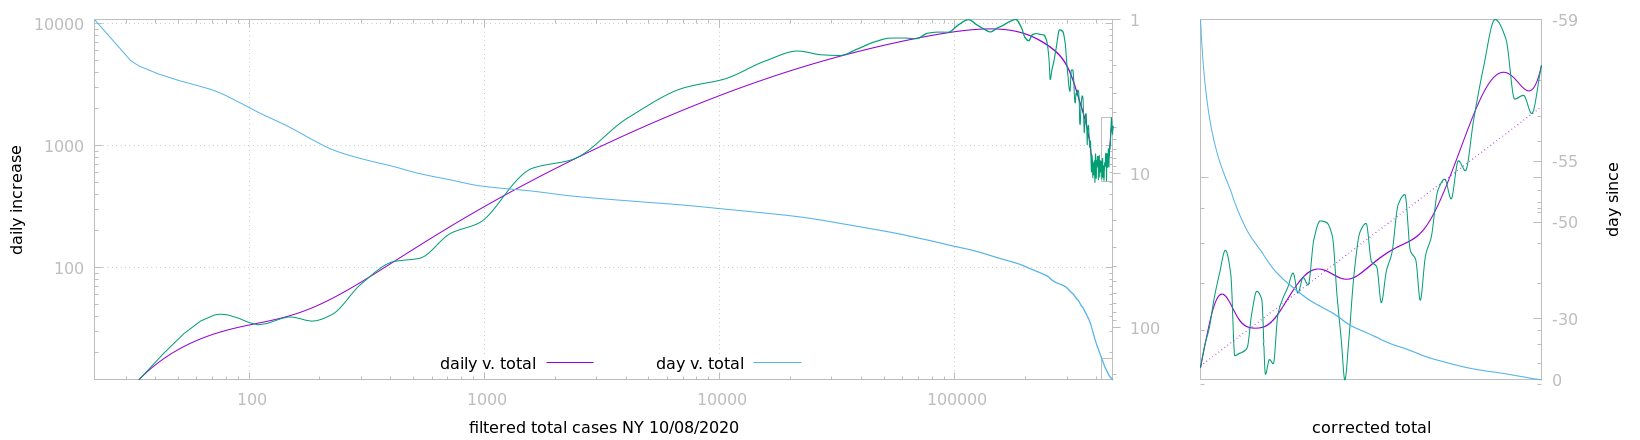 10000
1000
100
daily increase
1
10
100
daily v. total
day v. total
100
1000
10000
100000
filtered total cases NY 10/08/2020
-59
-55
-50
-30
0
day since
corrected total